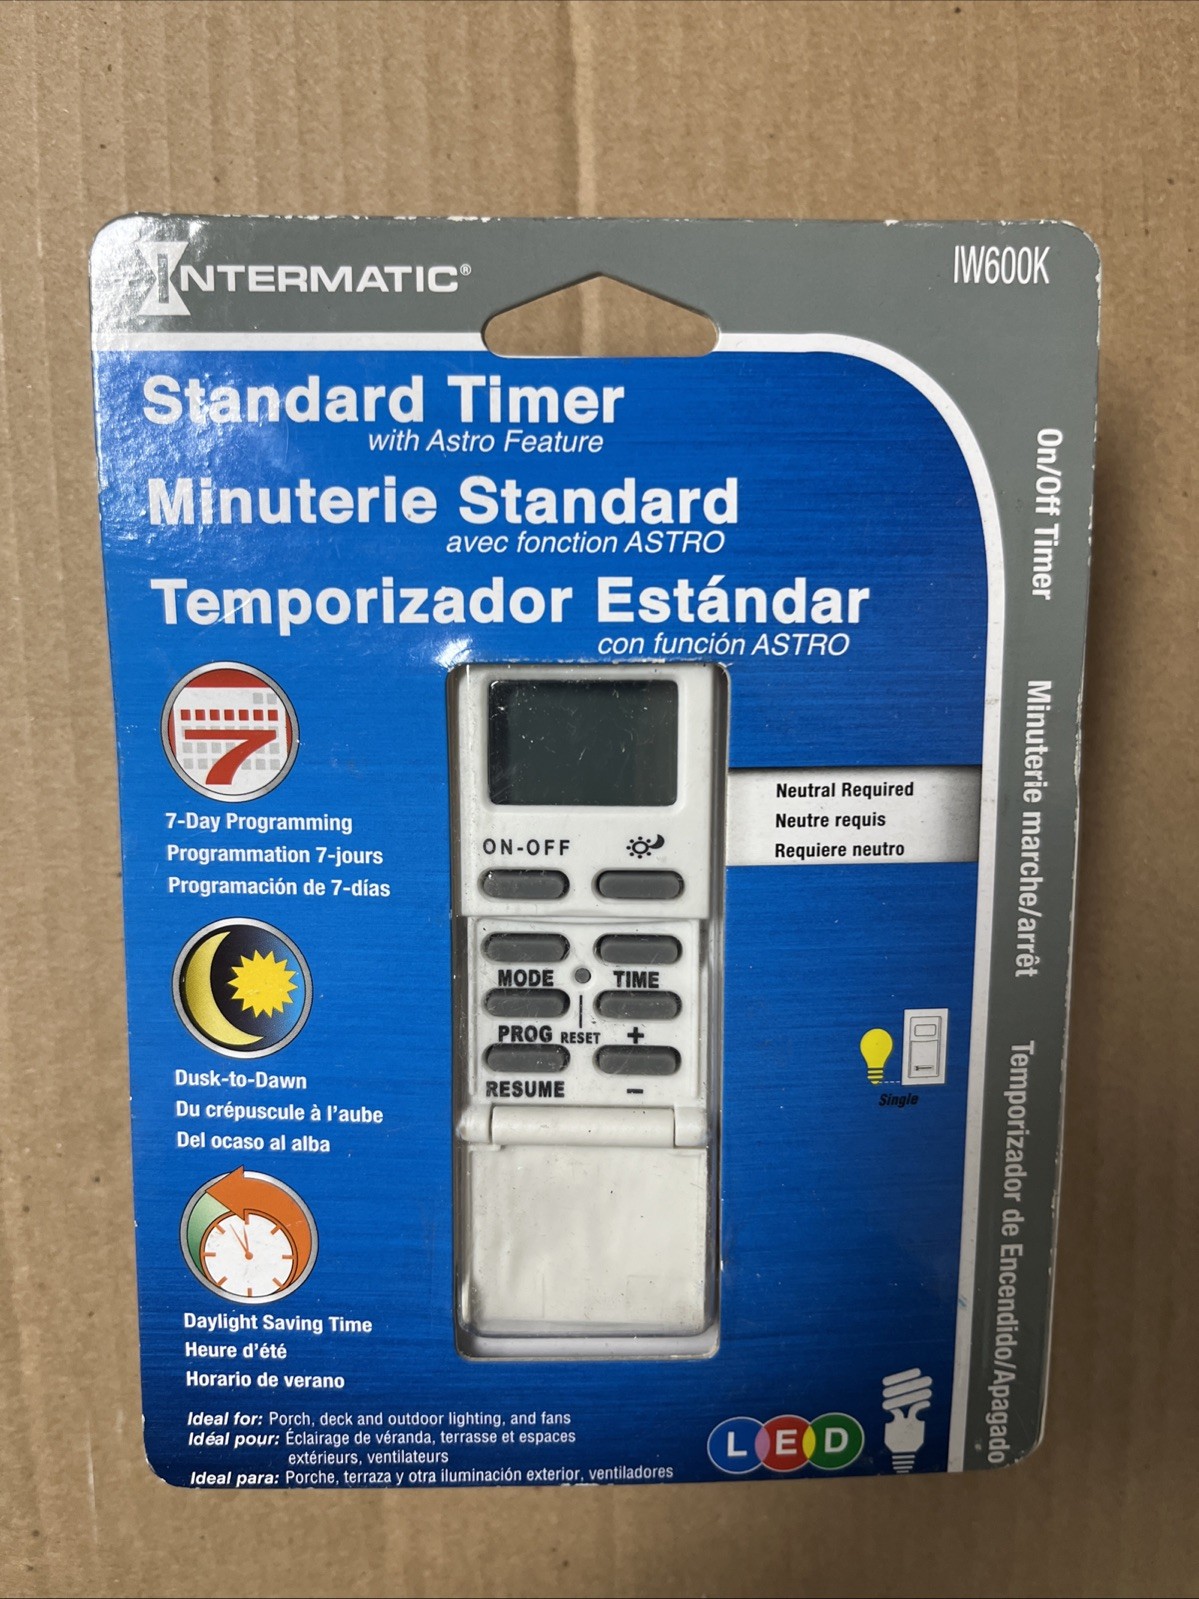 INTERMATIC®
IW600K
Standard Timer
with Astro Feature
Minuterie Standard
avec fonction ASTRO
Temporizador Estándar
con función ASTRO
On/Off Timer
Minuterie marche/arrêt
Temporizador de Encendido/Apagado
7
7-Day Programming
Programmation 7-jours
Programación de 7-días
Neutral Required
Neutre requis
Requiere neutro
ON-OFF
MODE
TIME
PROG
RESET
+
RESUME
-
Dusk-to-Dawn
Du crépuscule à l'aube
Del ocaso al alba
Single
Daylight Saving Time
Heure d'été
Horario de verano
Ideal for: Porch, deck and outdoor lighting, and fans
Idéal pour: Éclairage de véranda, terrasse et espaces
extérieurs, ventilateurs
Ideal para: Porche, terraza y otra iluminación exterior, ventiladores
LED